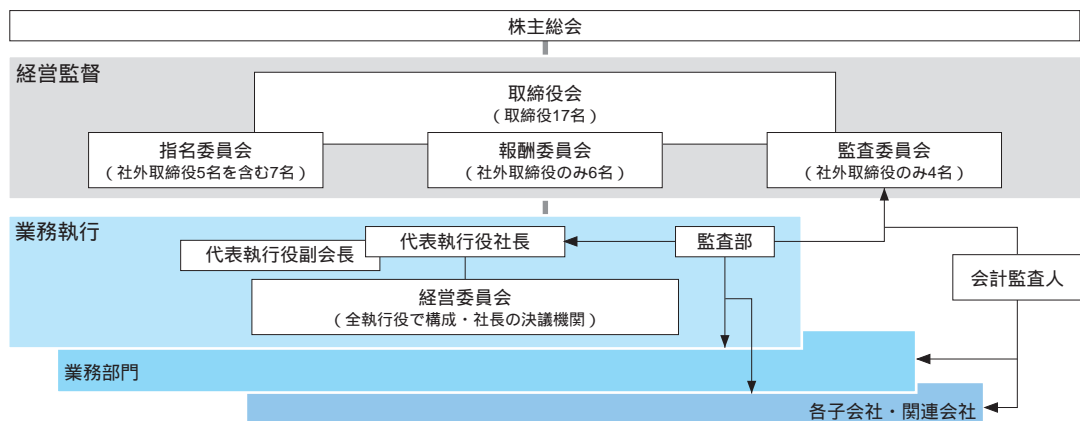 株主総会
経営監督
取締役会
（取締役17名）
指名委員会
（社外取締役5名を含む7名）
報酬委員会
（社外取締役のみ6名）
監査委員会
（社外取締役のみ4名）
業務執行
代表執行役副会長
代表執行役社長
監査部
会計監査人
経営委員会
（全執行役で構成・社長の決議機関）
業務部門
各子会社・関連会社